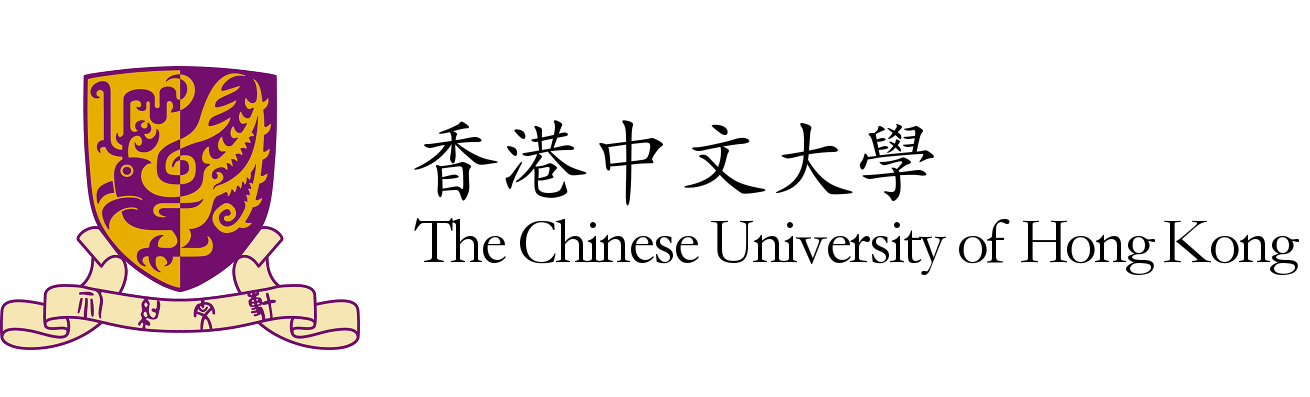 香港中文大學
The Chinese University of Hong Kong